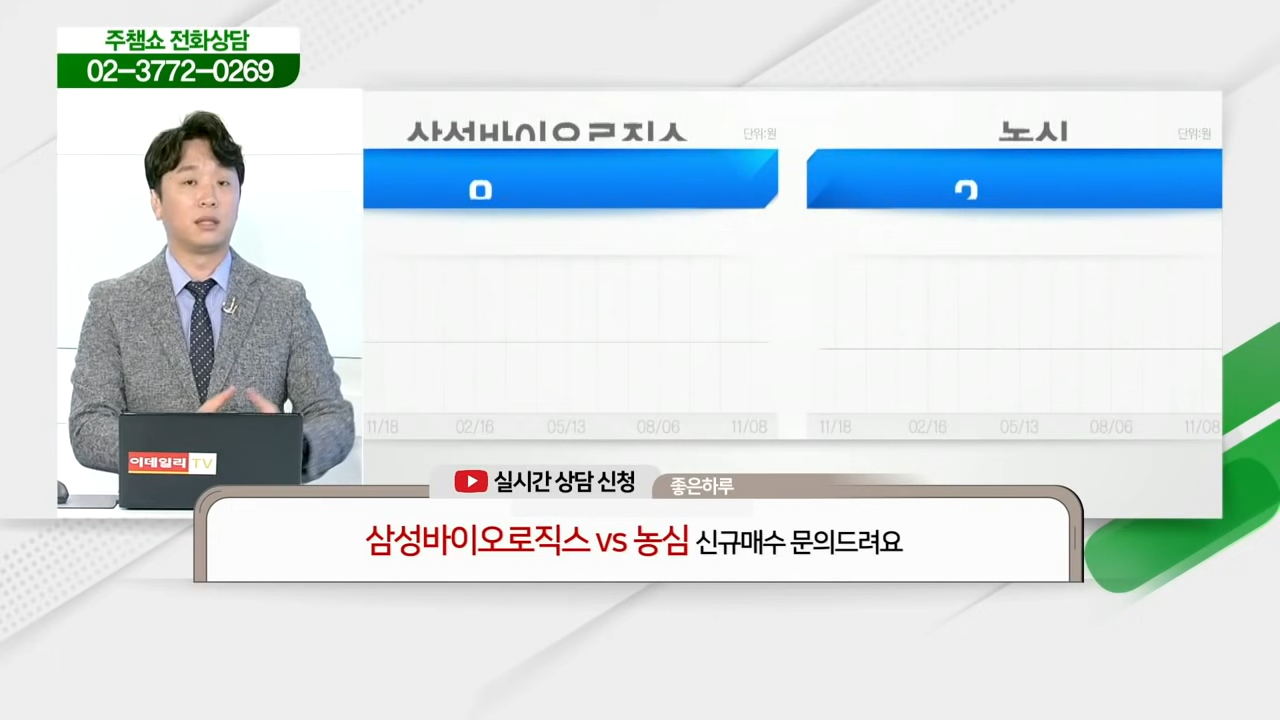 주챔쇼 전화상담
02-3772-0269
단위:원
단위:원
11/18 02/16 05/13 08/06 11/08
11/18 02/16 05/13 08/06 11/08
이데일리 TV
실시간 상담 신청
좋은하루
삼성바이오로직스 vs 농심 신규매수 문의드려요